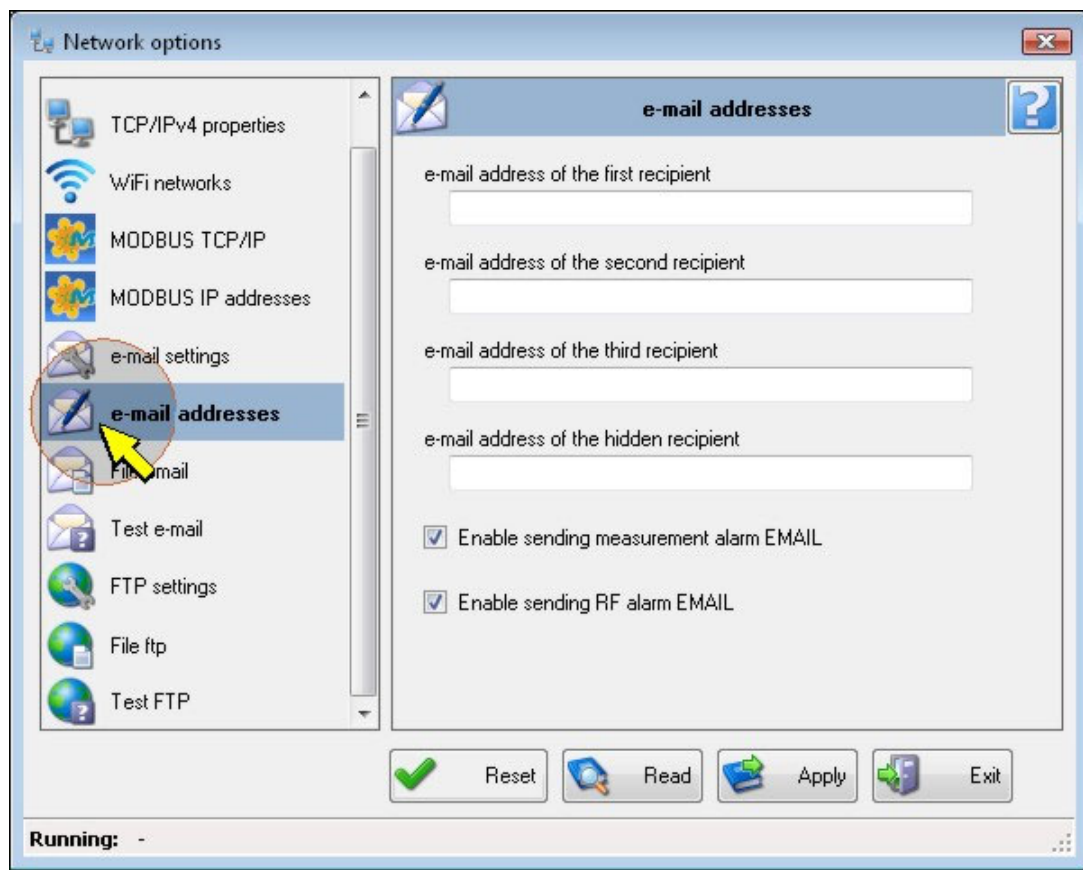 Network options
TCP/IPv4 properties
WiFi networks
MODBUS TCP/IP
MODBUS IP addresses
e-mail settings
e-mail addresses
File email
Test e-mail
FTP settings
File ftp
Test FTP
e-mail addresses
e-mail address of the first recipient
e-mail address of the second recipient
e-mail address of the third recipient
e-mail address of the hidden recipient
Enable sending measurement alarm EMAIL
Enable sending RF alarm EMAIL
Reset
Read
Apply
Exit
Running: -